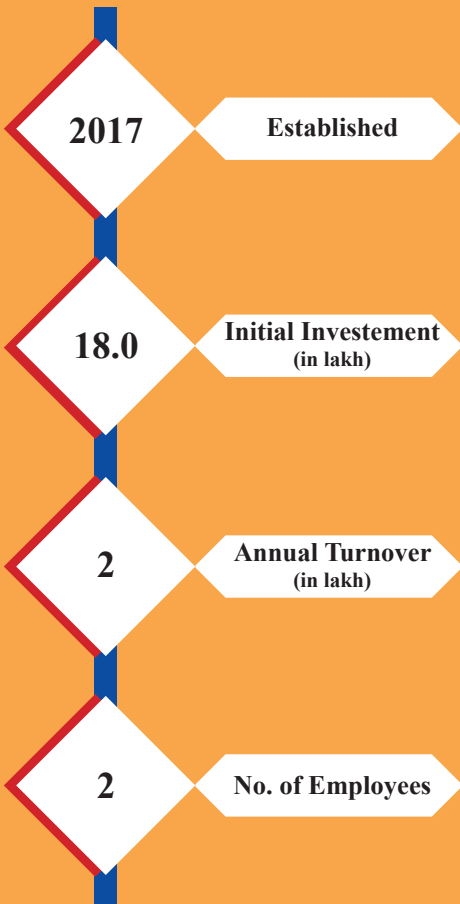 2017
Established
18.0
Initial Investement
(in lakh)
2
Annual Turnover
(in lakh)
2
No. of Employees